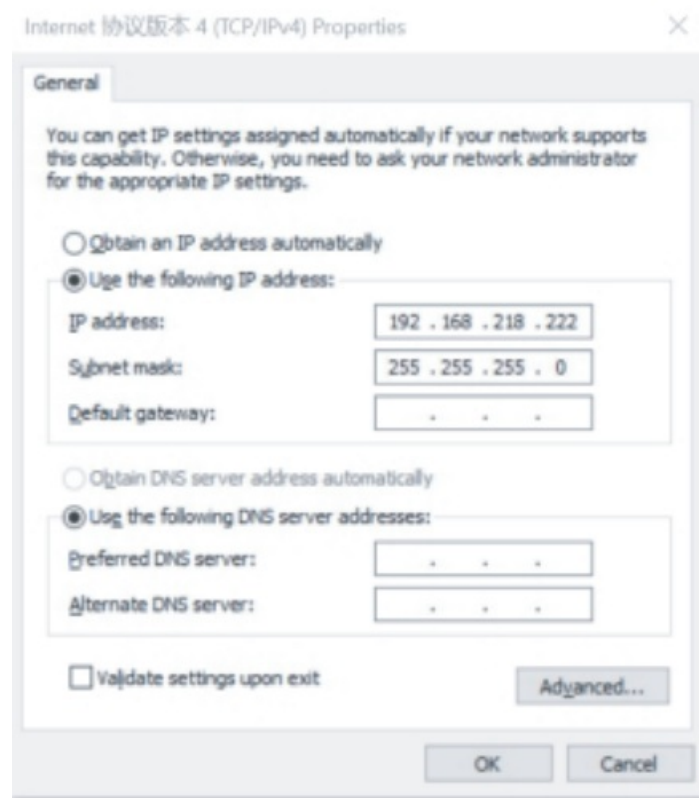 Internet 协议版本 4 (TCP/IPv4) Properties
General
You can get IP settings assigned automatically if your network supports
this capability. Otherwise, you need to ask your network administrator
for the appropriate IP settings.
Obtain an IP address automatically
Use the following IP address:
IP address: 192 . 168 . 218 . 222
Subnet mask: 255 . 255 . 255 . 0
Default gateway: . . .
Obtain DNS server address automatically
Use the following DNS server addresses:
Preferred DNS server: . . .
Alternate DNS server: . . .
Validate settings upon exit
Advanced...
OK Cancel